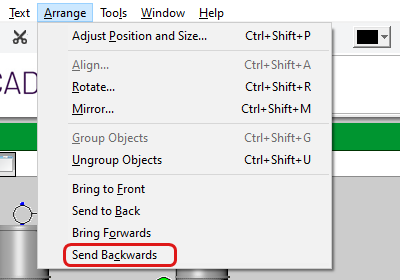 Text Arrange Tools Window Help
CAD
Adjust Position and Size... Ctrl+Shift+P
Align... Ctrl+Shift+A
Rotate... Ctrl+Shift+R
Mirror... Ctrl+Shift+M
Group Objects Ctrl+Shift+G
Ungroup Objects Ctrl+Shift+U
Bring to Front
Send to Back
Bring Forwards
Send Backwards